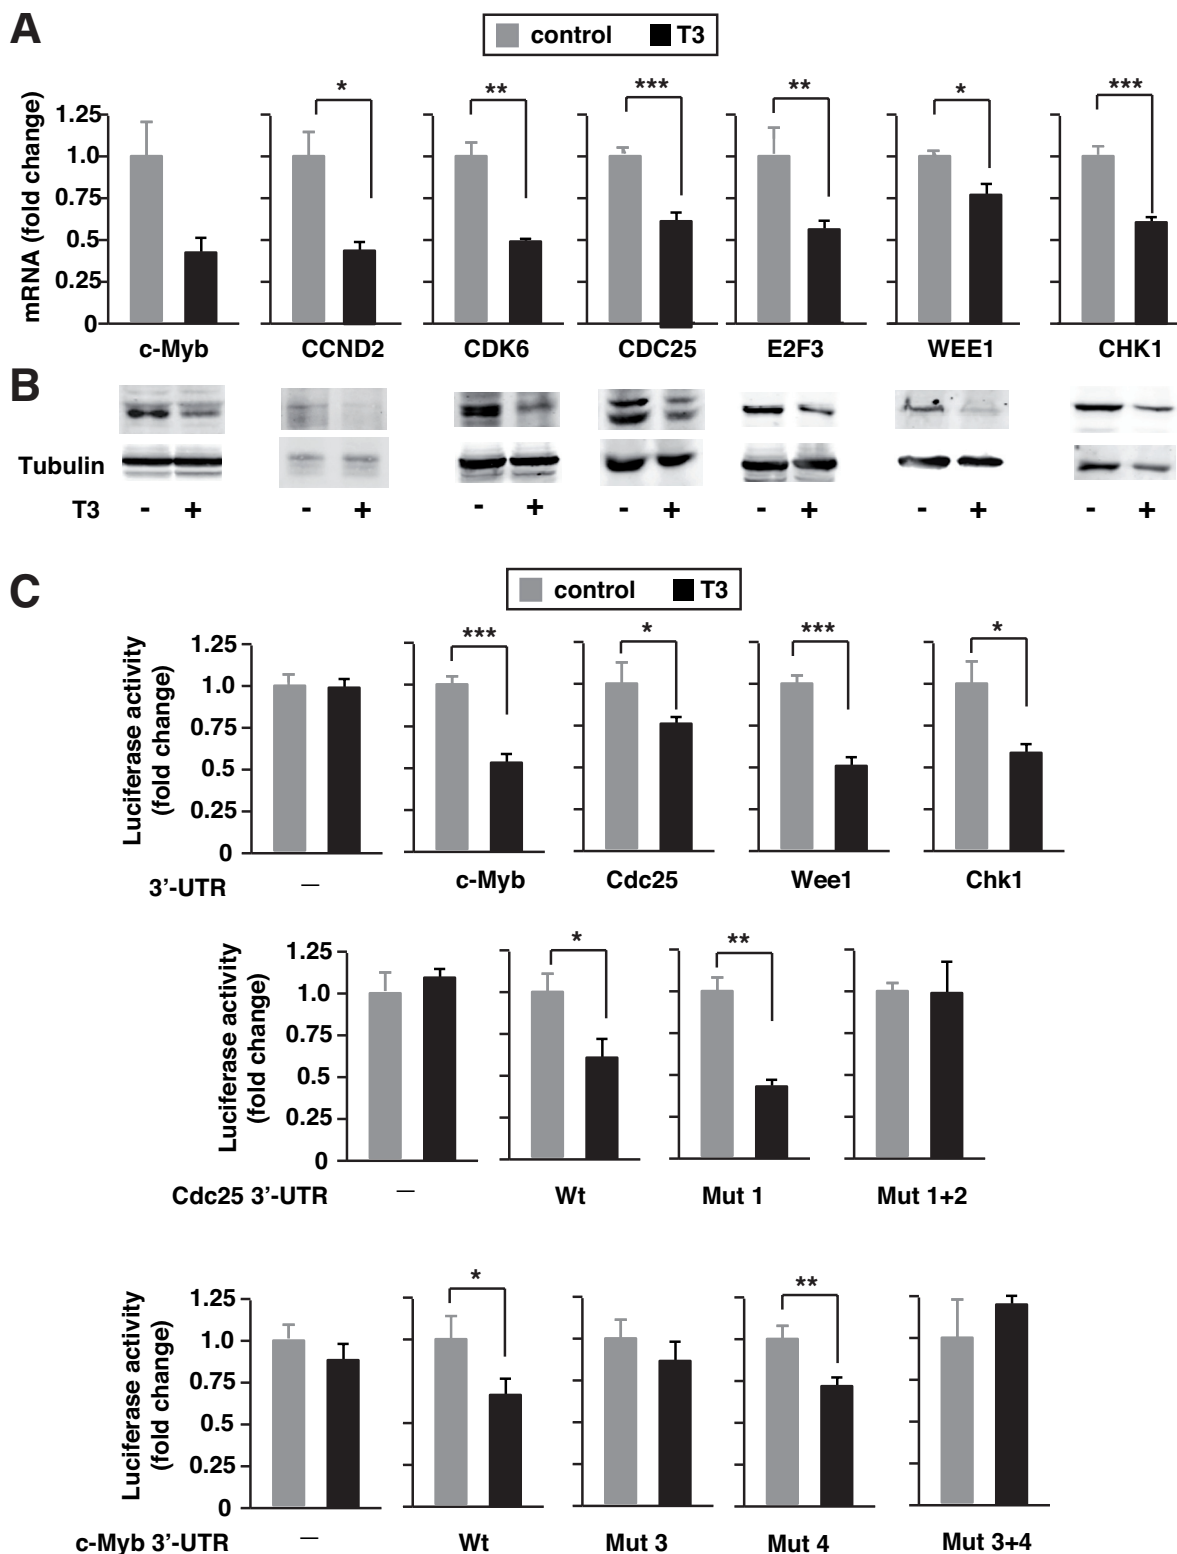 A
control T3
mRNA (fold change)
1.25
1.0
0.75
0.5
0.25
0
* ** *** ** * ***
c-Myb CCND2 CDK6 CDC25 E2F3 WEE1 CHK1
B
Tubulin
T3 - + - + - + - + - + - + - +
C
control T3
Luciferase activity
(fold change)
1.25
1.0
0.75
0.5
0.25
0
*** * *** *
3'-UTR — c-Myb Cdc25 Wee1 Chk1
Luciferase activity
(fold change)
1.25
1.0
0.75
0.5
0.25
0
* **
Cdc25 3'-UTR — Wt Mut 1 Mut 1+2
Luciferase activity
(fold change)
1.25
1.0
0.75
0.5
0.25
0
* **
c-Myb 3'-UTR — Wt Mut 3 Mut 4 Mut 3+4